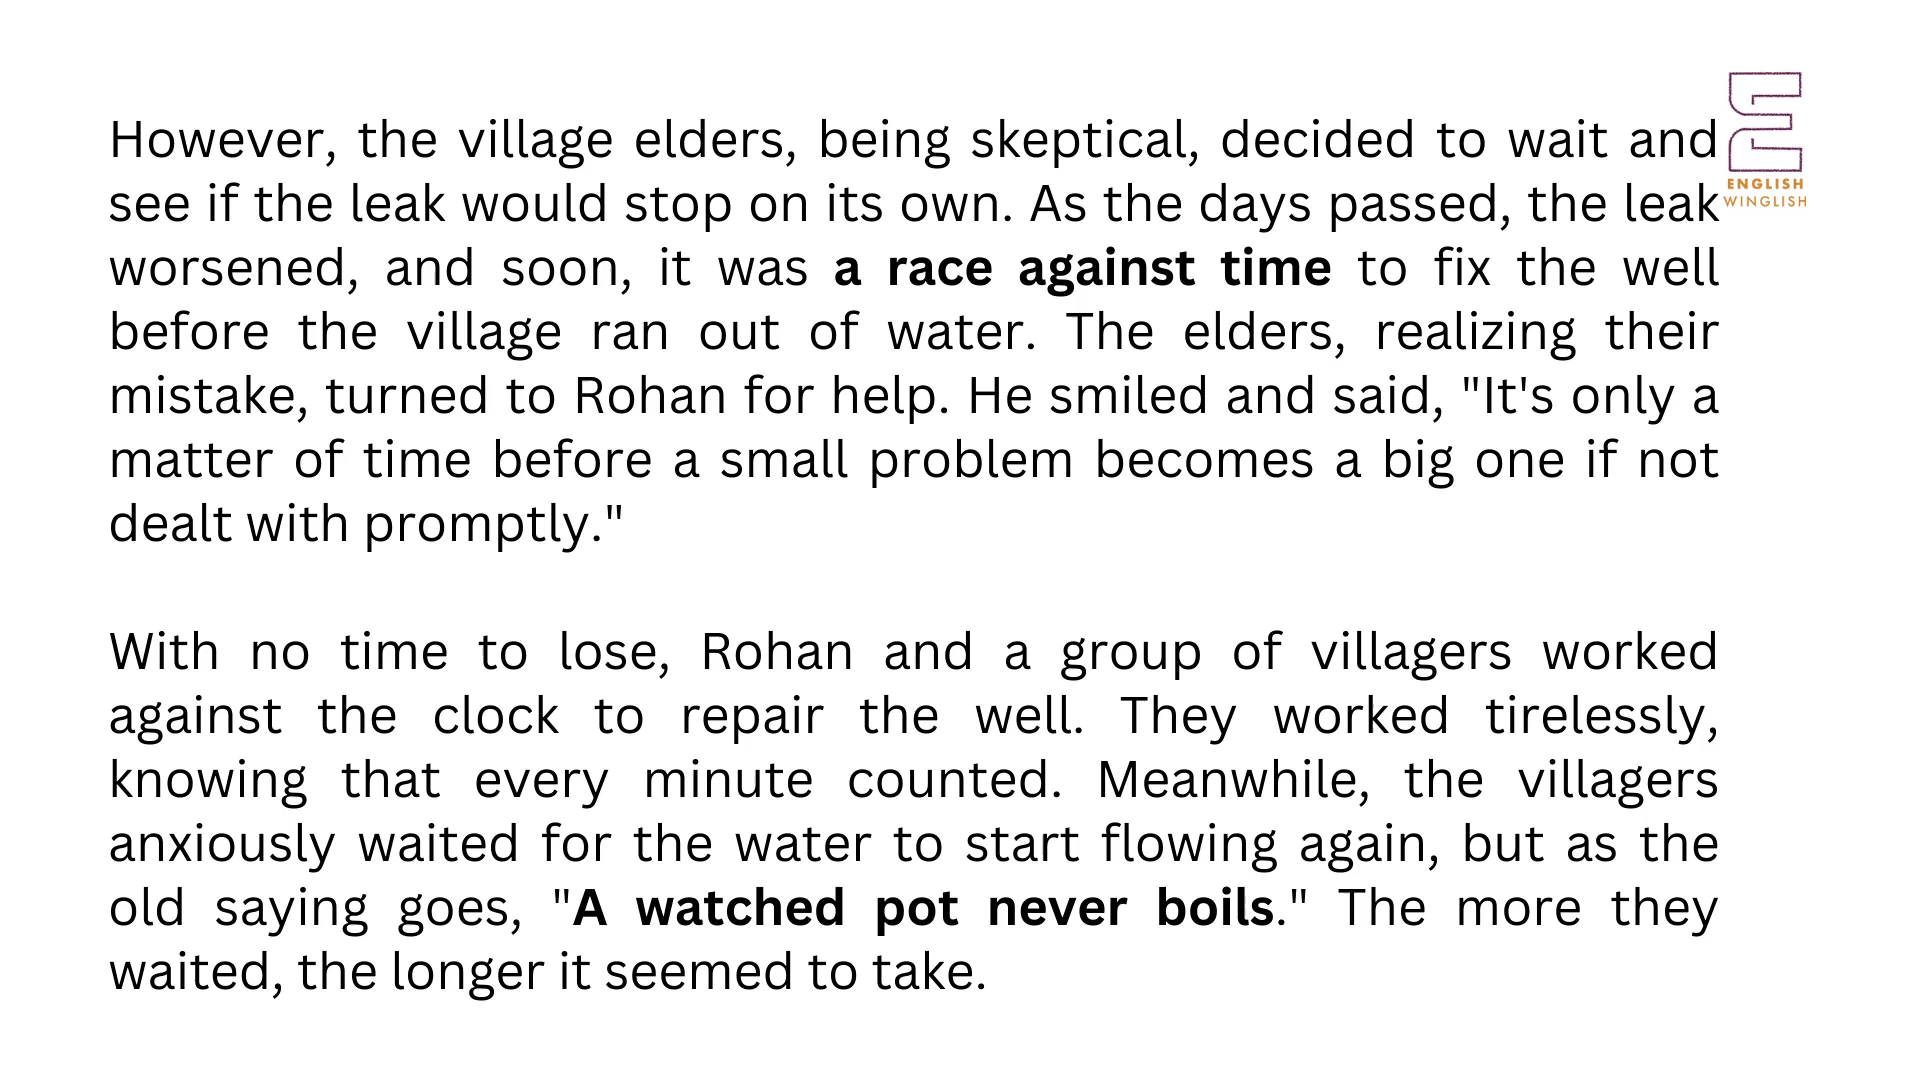 However, the village elders, being skeptical, decided to wait and
see if the leak would stop on its own. As the days passed, the leak
worsened, and soon, it was a race against time to fix the well
before the village ran out of water. The elders, realizing their
mistake, turned to Rohan for help. He smiled and said, "It's only a
matter of time before a small problem becomes a big one if not
dealt with promptly."
With no time to lose, Rohan and a group of villagers worked
against the clock to repair the well. They worked tirelessly,
knowing that every minute counted. Meanwhile, the villagers
anxiously waited for the water to start flowing again, but as the
old saying goes, "A watched pot never boils." The more they
waited, the longer it seemed to take.
ENGLISH
WINGLISH